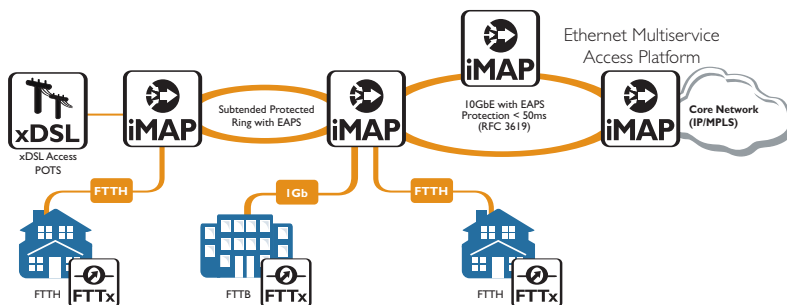 Ethernet Multiservice
Access Platform
iMAP
xDSL
xDSL Access
POTS
iMAP
Subtended Protected
Ring with EAPS
iMAP
10GbE with EAPS
Protection < 50ms
(RFC 3619)
iMAP
Core Network
(IP/MPLS)
FTTH
1Gb
FTTH
FTTH
FTTx
FTTB
FTTx
FTTH
FTTx